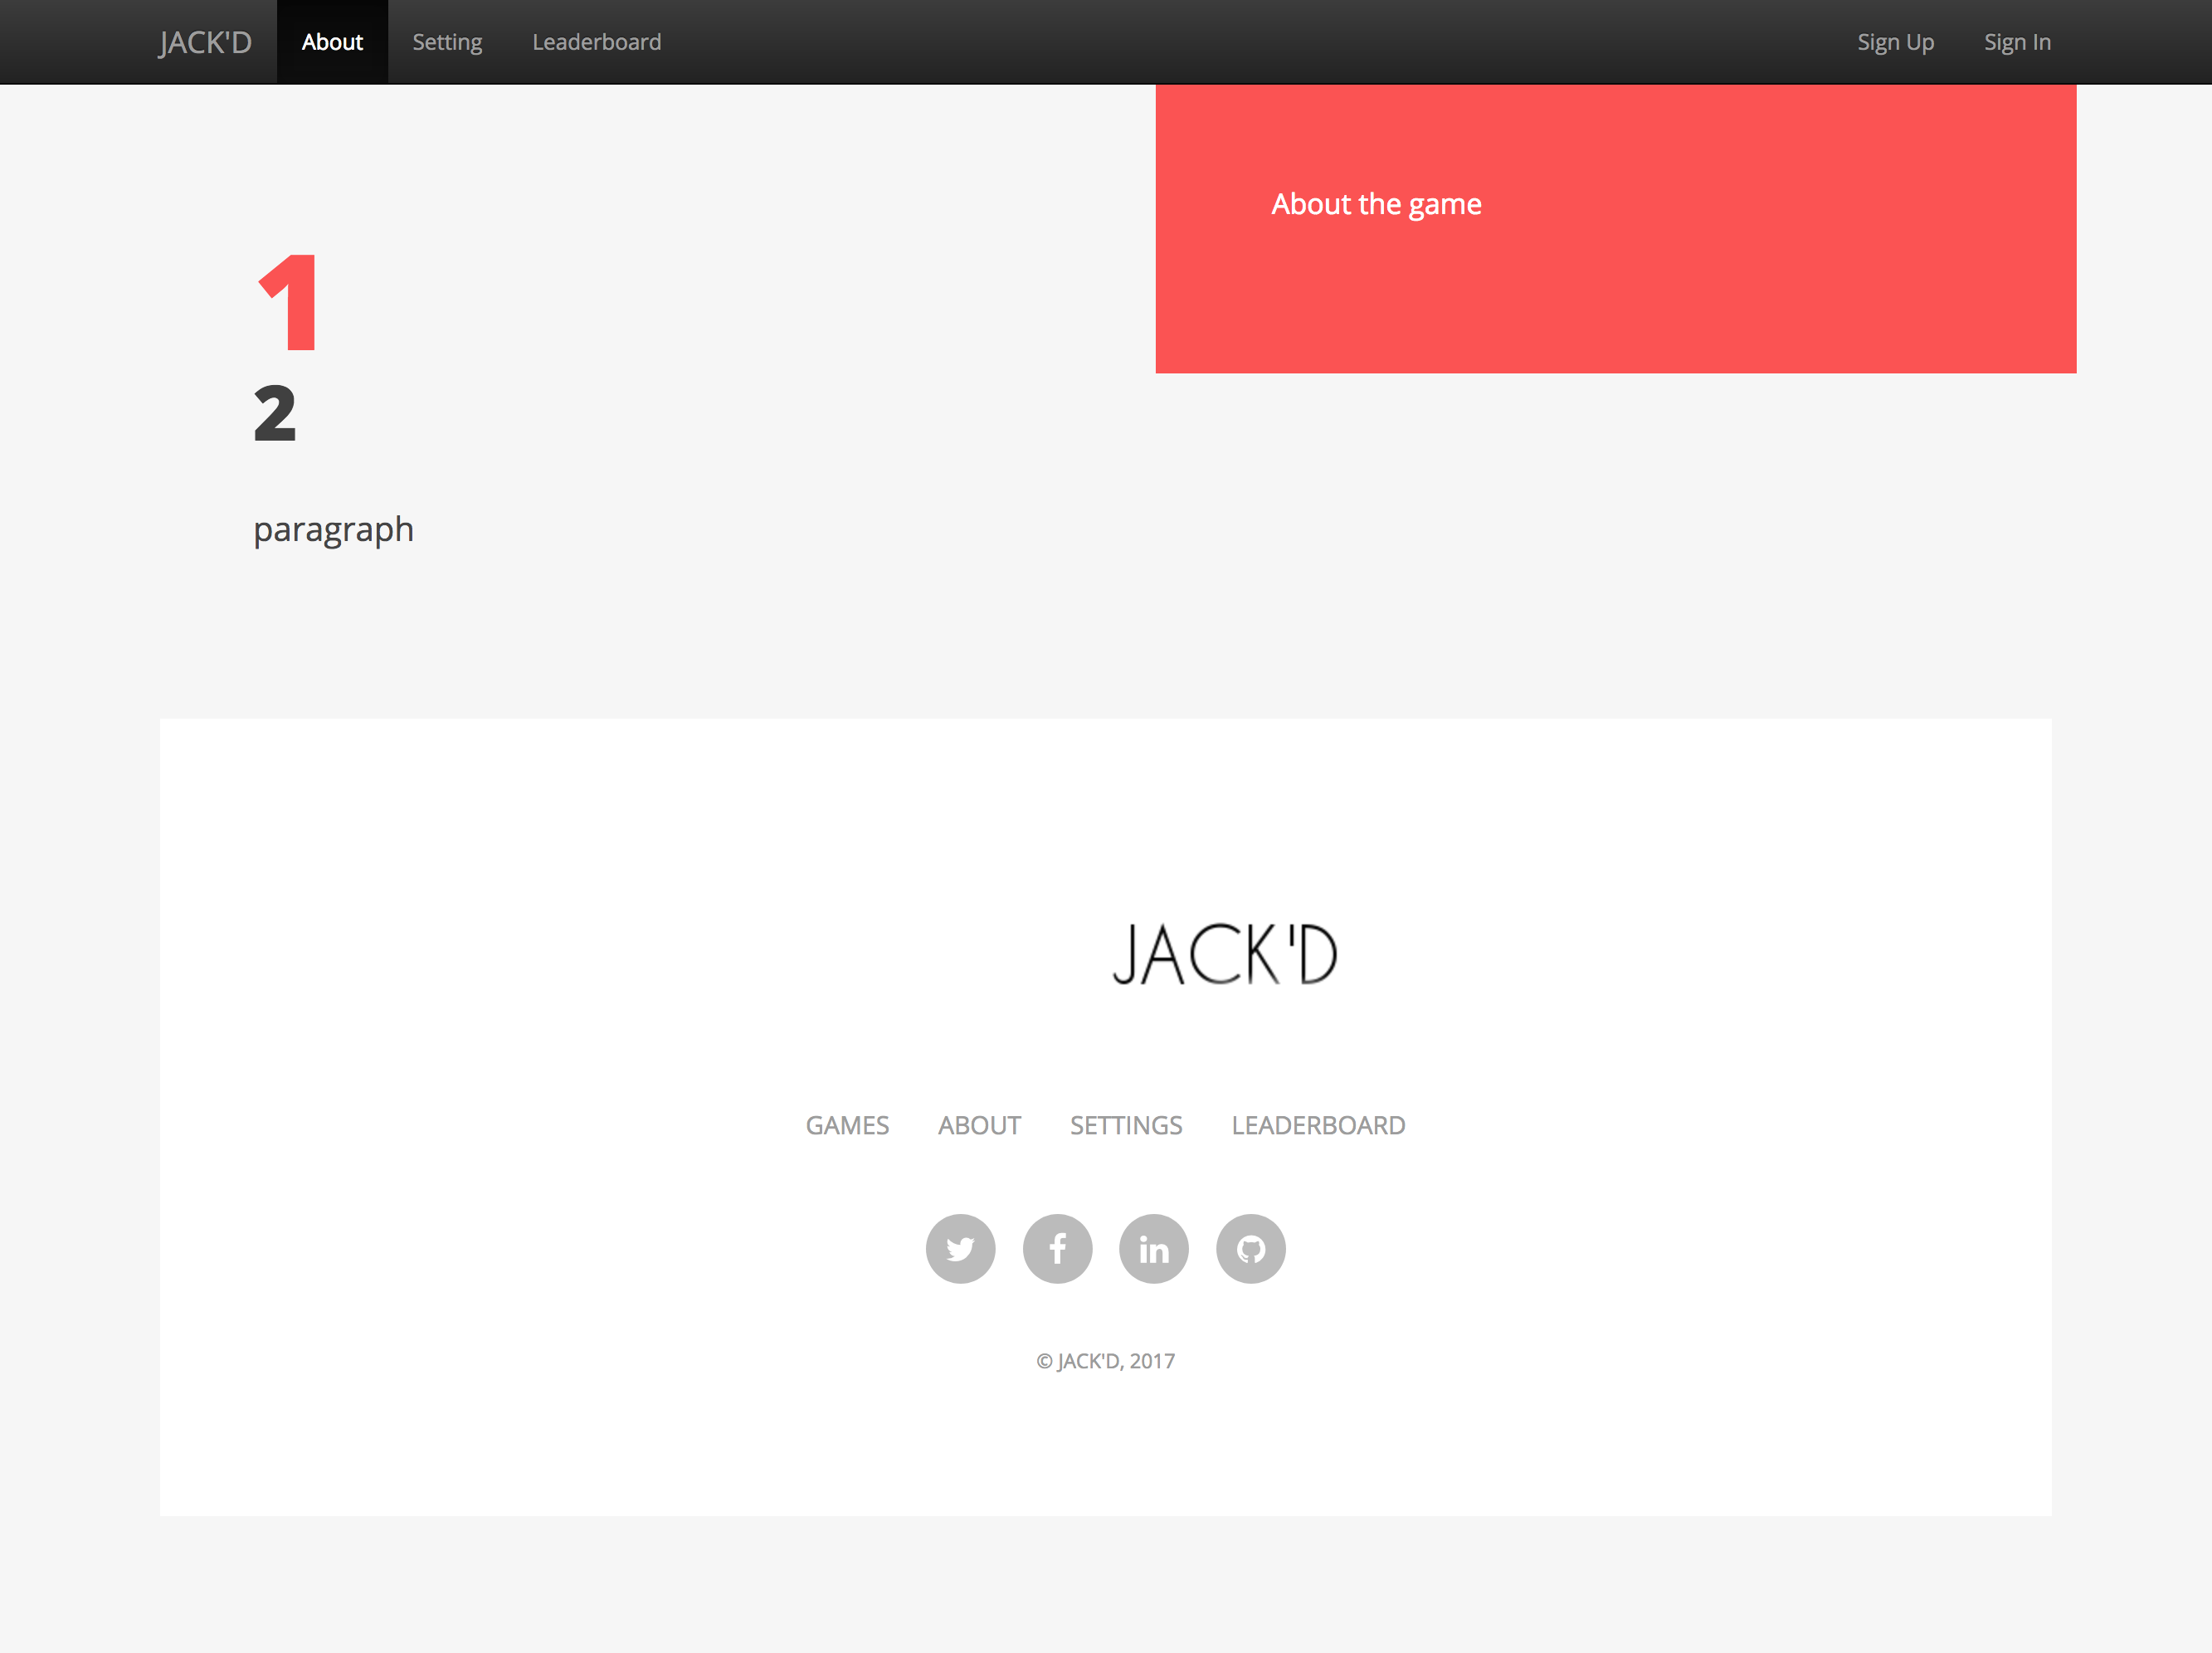 JACK'D About Setting Leaderboard Sign Up Sign In
About the game
1
2
paragraph
JACK'D
GAMES ABOUT SETTINGS LEADERBOARD
© JACK'D, 2017